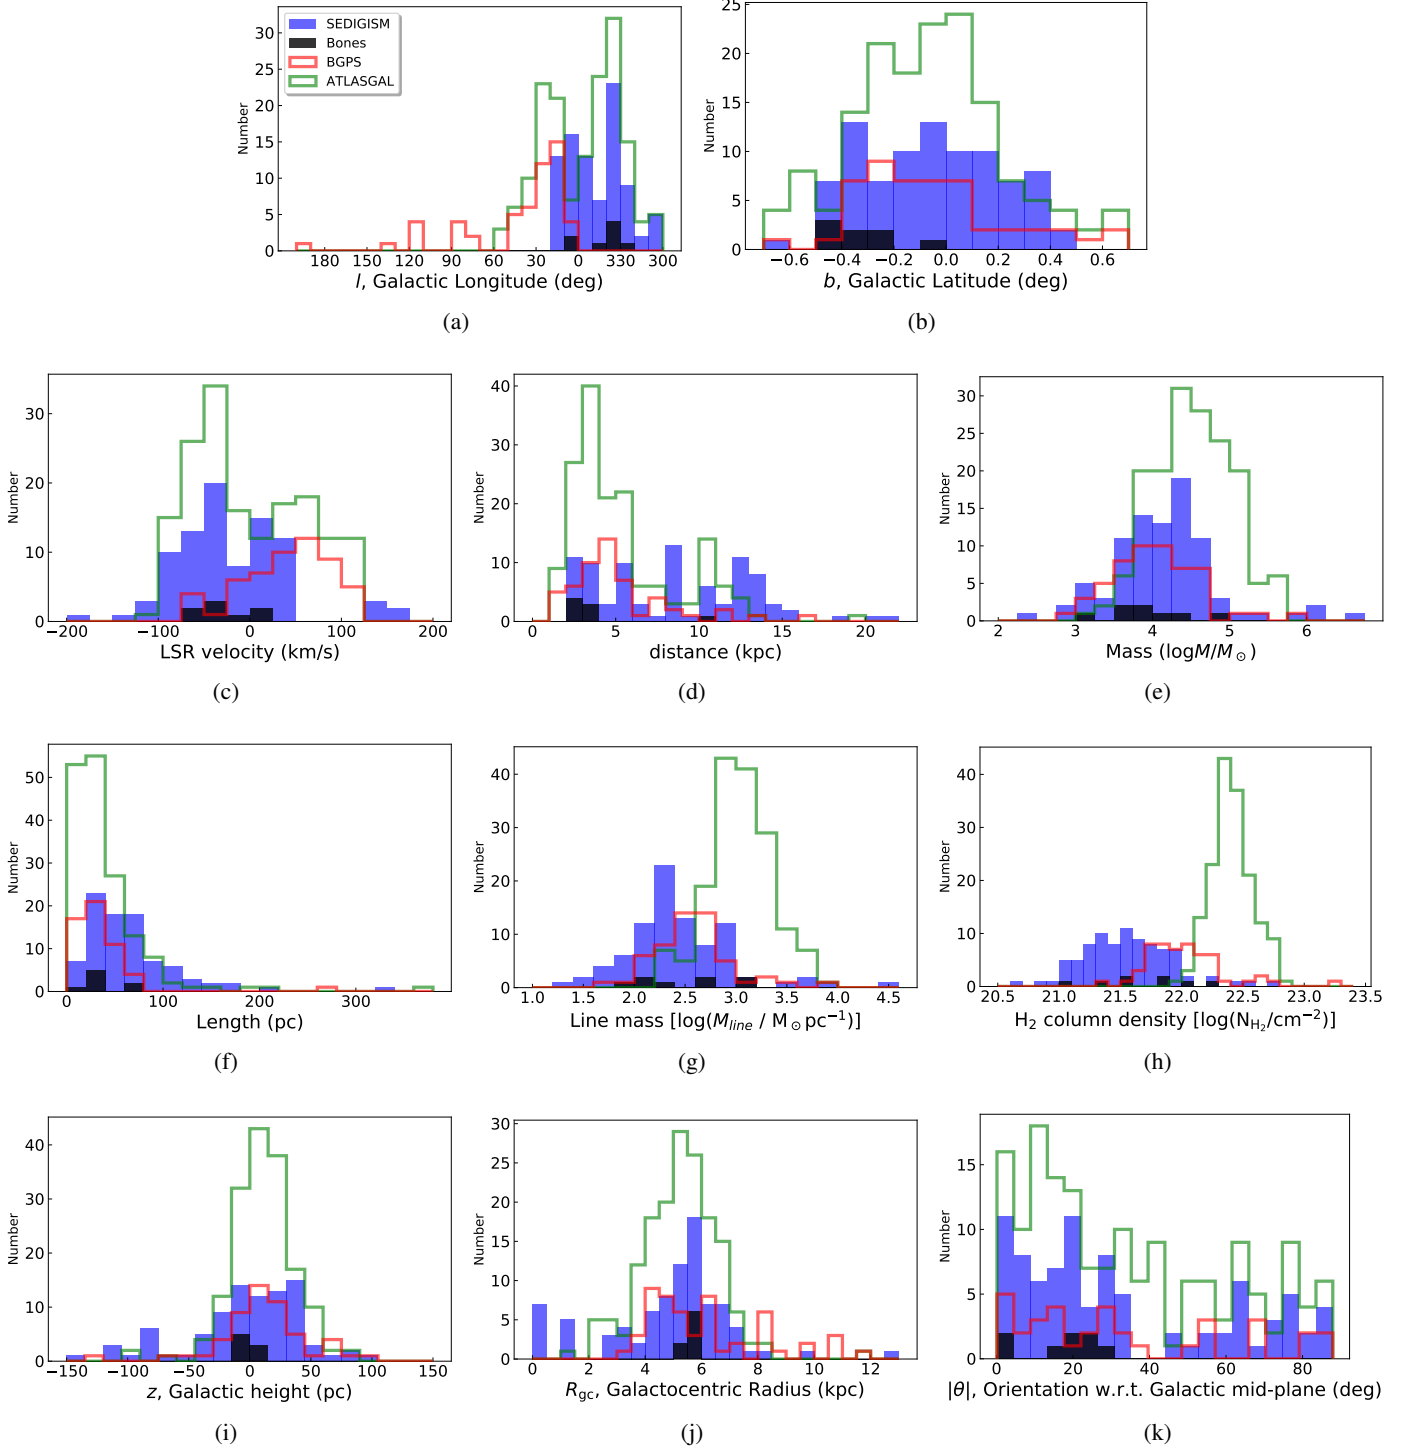 SEDIGISM
Bones
BGPS
ATLASGAL
Number
30
25
20
15
10
5
0
180 150 120 90 60 30 0 330 300
l, Galactic Longitude (deg)
(a)
Number
25
20
15
10
5
0
−0.6 −0.4 −0.2 0.0 0.2 0.4 0.6
b, Galactic Latitude (deg)
(b)
Number
30
20
10
0
−200 −100 0 100 200
LSR velocity (km/s)
(c)
Number
40
30
20
10
0
0 5 10 15 20
distance (kpc)
(d)
Number
30
25
20
15
10
5
0
2 3 4 5 6
Mass (logM/M⊙)
(e)
Number
50
40
30
20
10
0
0 100 200 300
Length (pc)
(f)
Number
40
30
20
10
0
1.0 1.5 2.0 2.5 3.0 3.5 4.0 4.5
Line mass [log(M_line / M⊙pc⁻¹)]
(g)
Number
40
30
20
10
0
20.5 21.0 21.5 22.0 22.5 23.0 23.5
H₂ column density [log(N_H₂/cm⁻²)]
(h)
Number
40
30
20
10
0
−150 −100 −50 0 50 100 150
z, Galactic height (pc)
(i)
Number
30
25
20
15
10
5
0
0 2 4 6 8 10 12
R_gc, Galactocentric Radius (kpc)
(j)
Number
15
10
5
0
0 20 40 60 80
|θ|, Orientation w.r.t. Galactic mid-plane (deg)
(k)